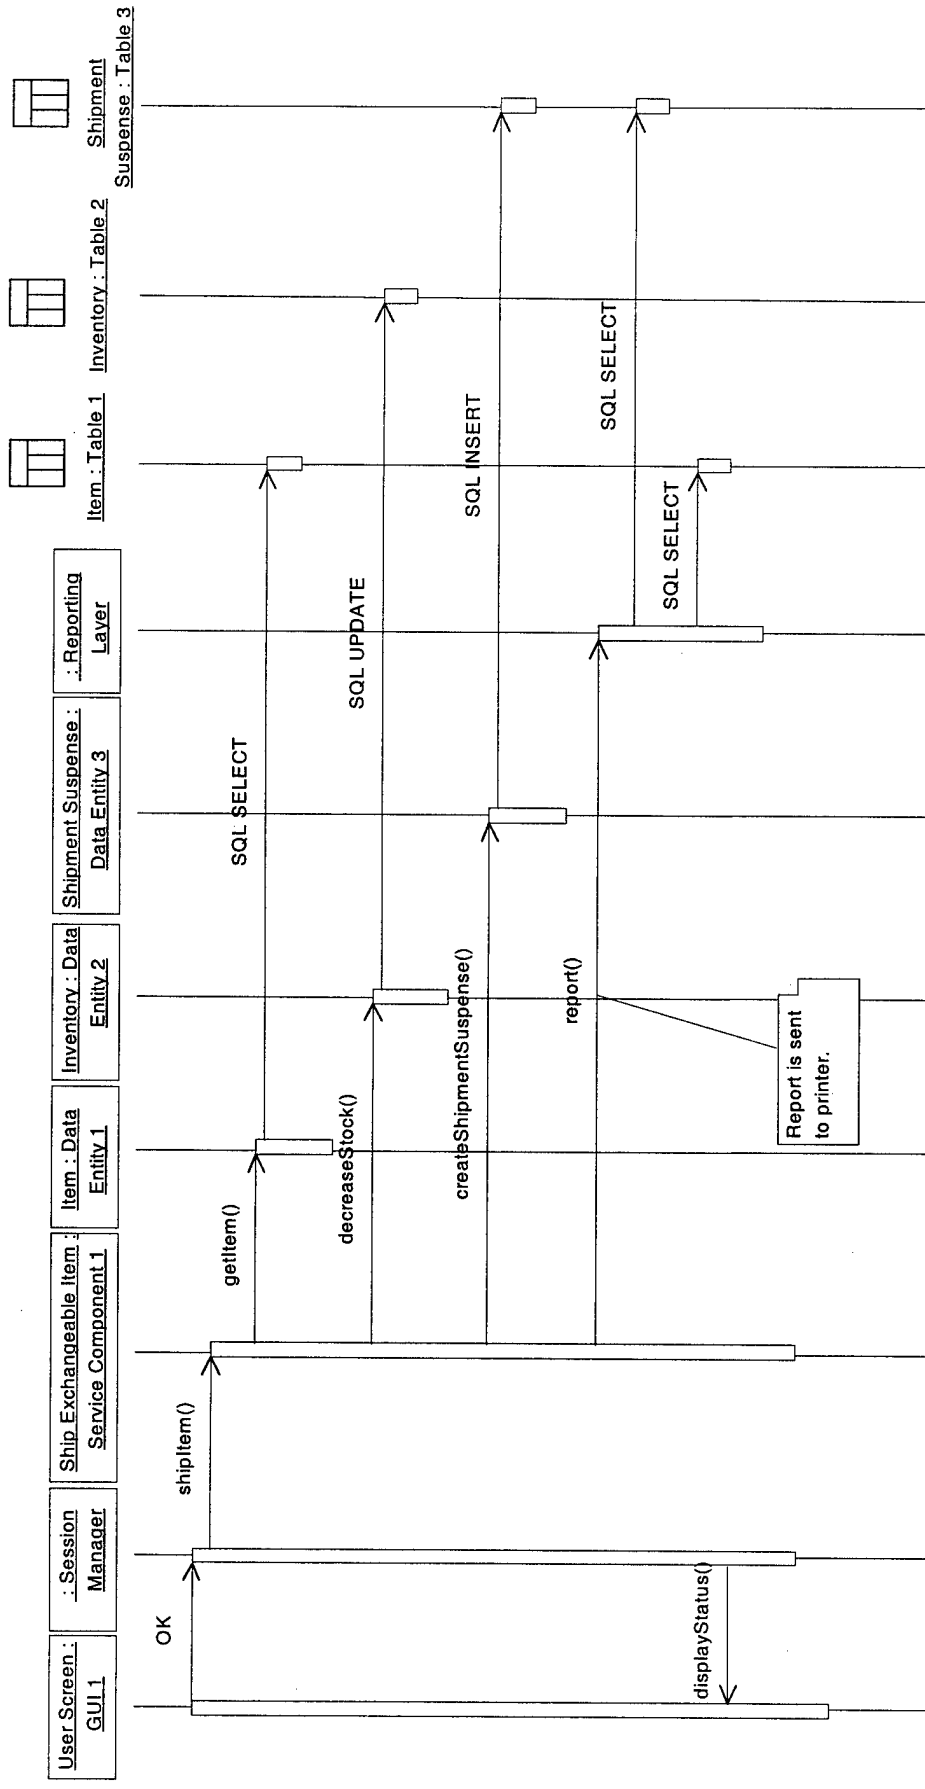 User Screen :
GUI 1
: Session
Manager
Ship Exchangeable Item :
Service Component 1
Item : Data
Entity 1
Inventory : Data
Entity 2
Shipment Suspense :
Data Entity 3
: Reporting
Layer
Item : Table 1
Inventory : Table 2
Shipment
Suspense : Table 3
OK
shipItem()
getItem()
SQL SELECT
decreaseStock()
SQL UPDATE
createShipmentSuspense()
SQL INSERT
report()
SQL SELECT
SQL SELECT
displayStatus()
Report is sent
to printer.